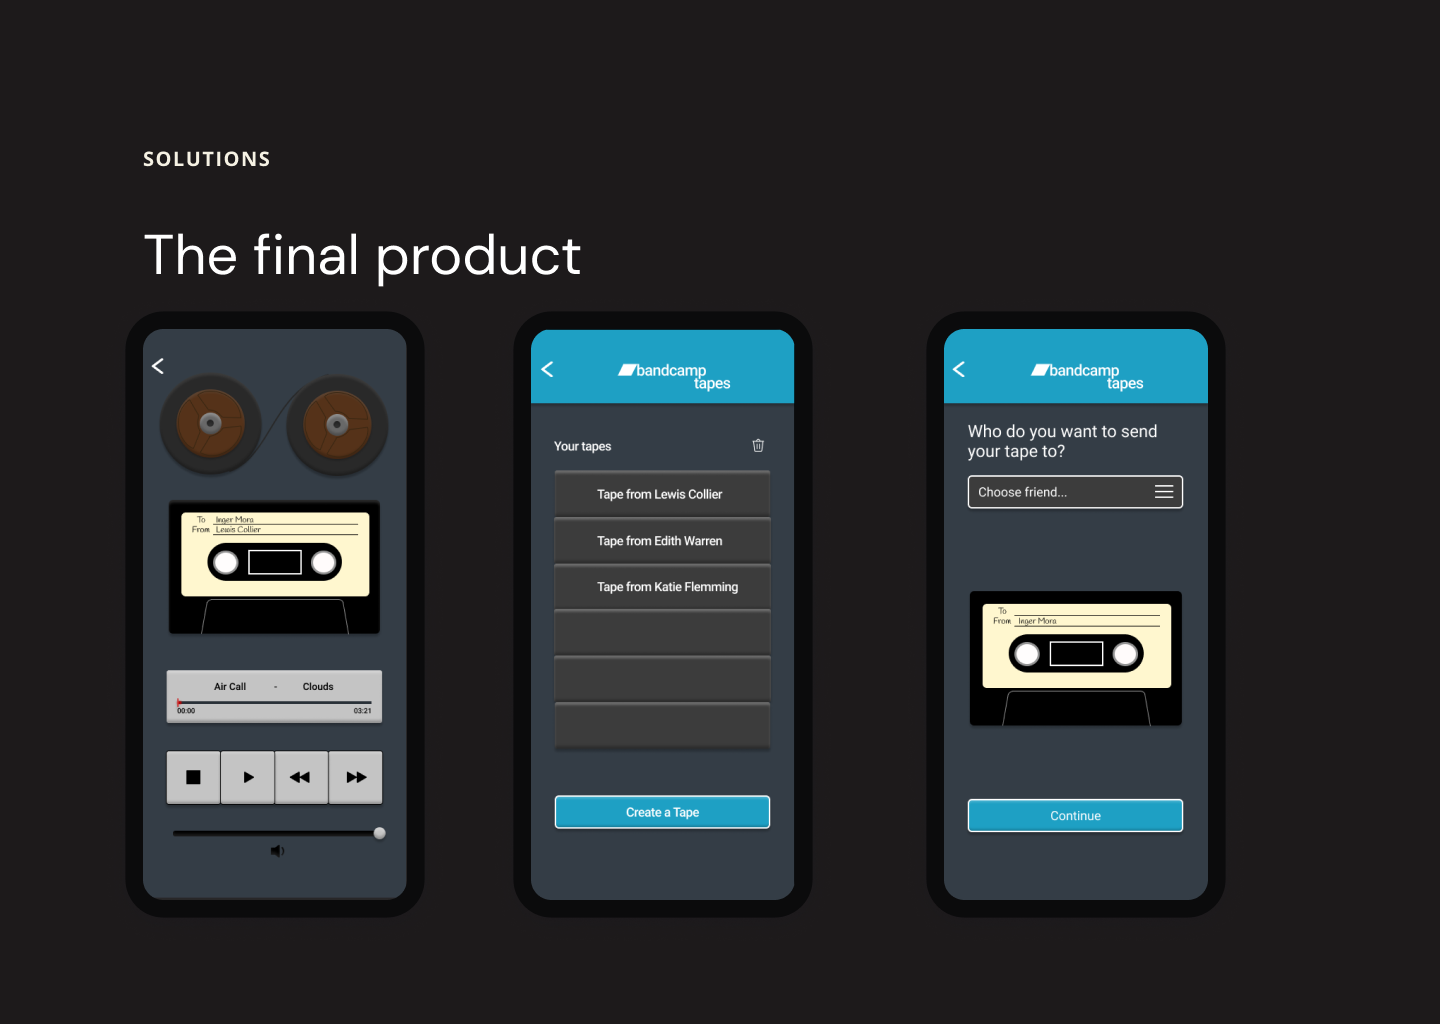 SOLUTIONS
The final product
To Inger Mora
From Lewis Collier
Air Call - Clouds
00:00 03:21
bandcamp
tapes
Your tapes
Tape from Lewis Collier
Tape from Edith Warren
Tape from Katie Flemming
Create a Tape
bandcamp
tapes
Who do you want to send
your tape to?
Choose friend...
To
From Inger Mora
Continue